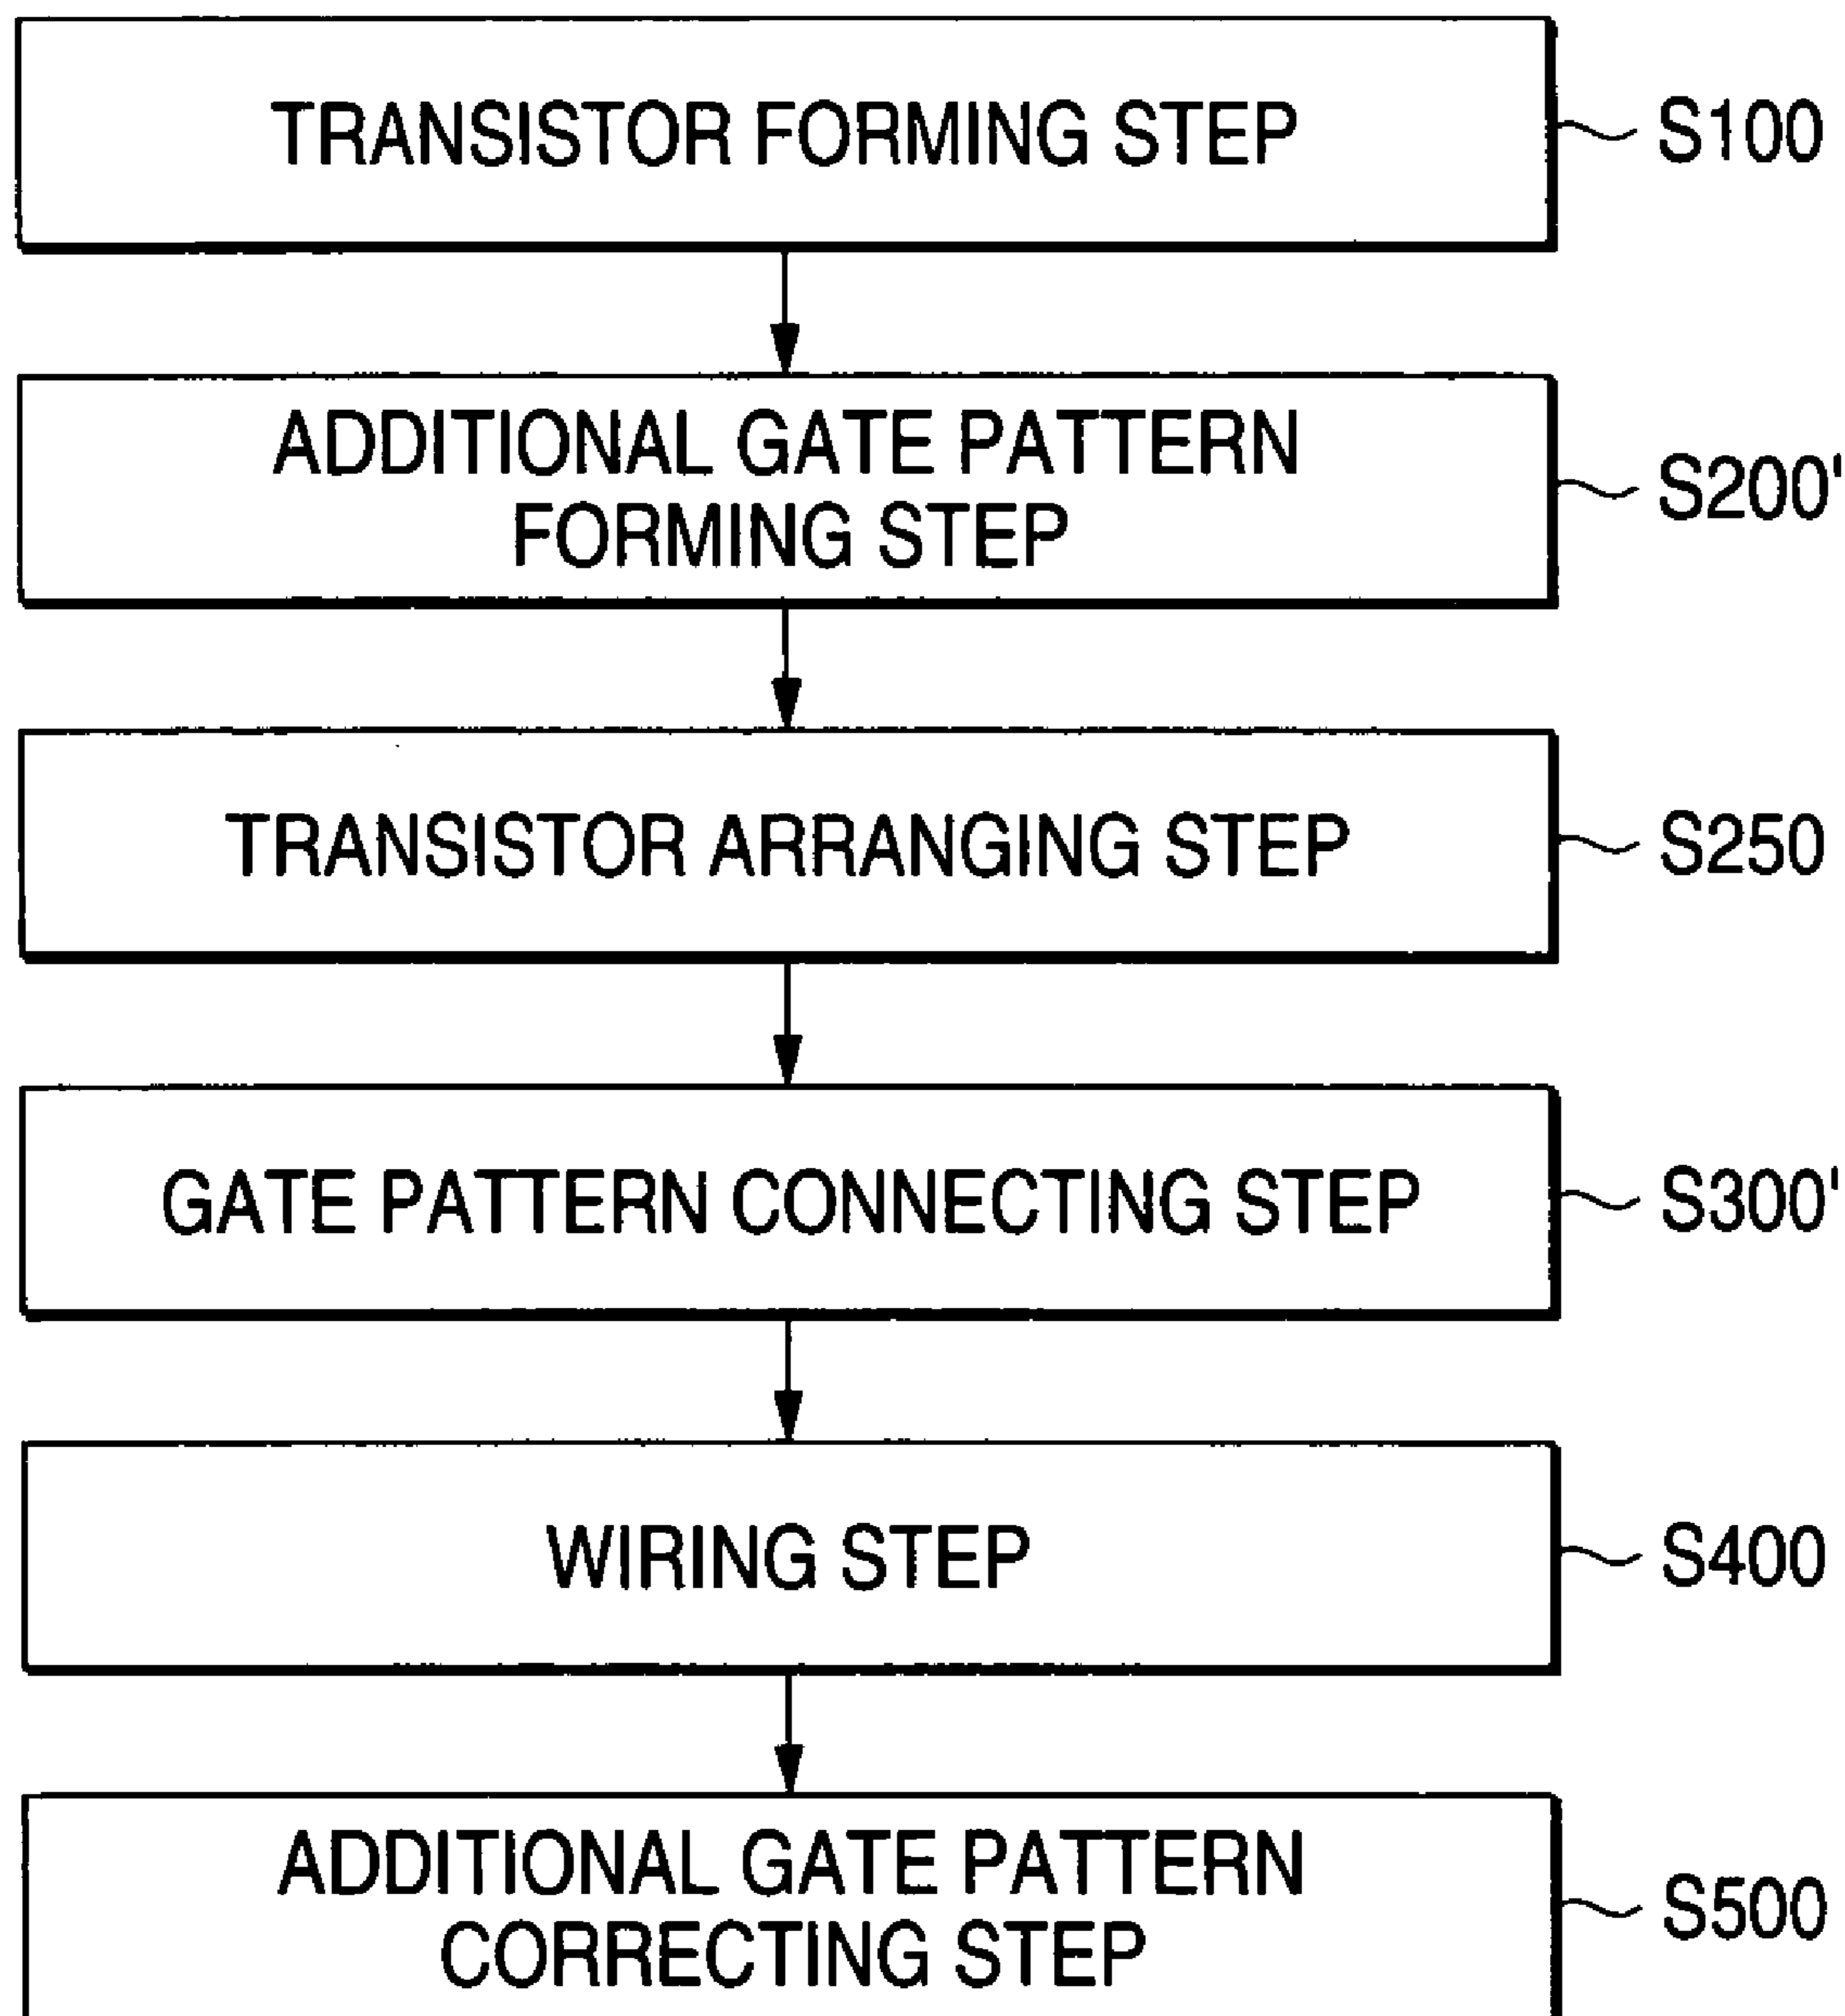 TRANSISTOR FORMING STEP
S100
ADDITIONAL GATE PATTERN
FORMING STEP
S200'
TRANSISTOR ARRANGING STEP
S250
GATE PATTERN CONNECTING STEP
S300'
WIRING STEP
S400
ADDITIONAL GATE PATTERN
CORRECTING STEP
S500